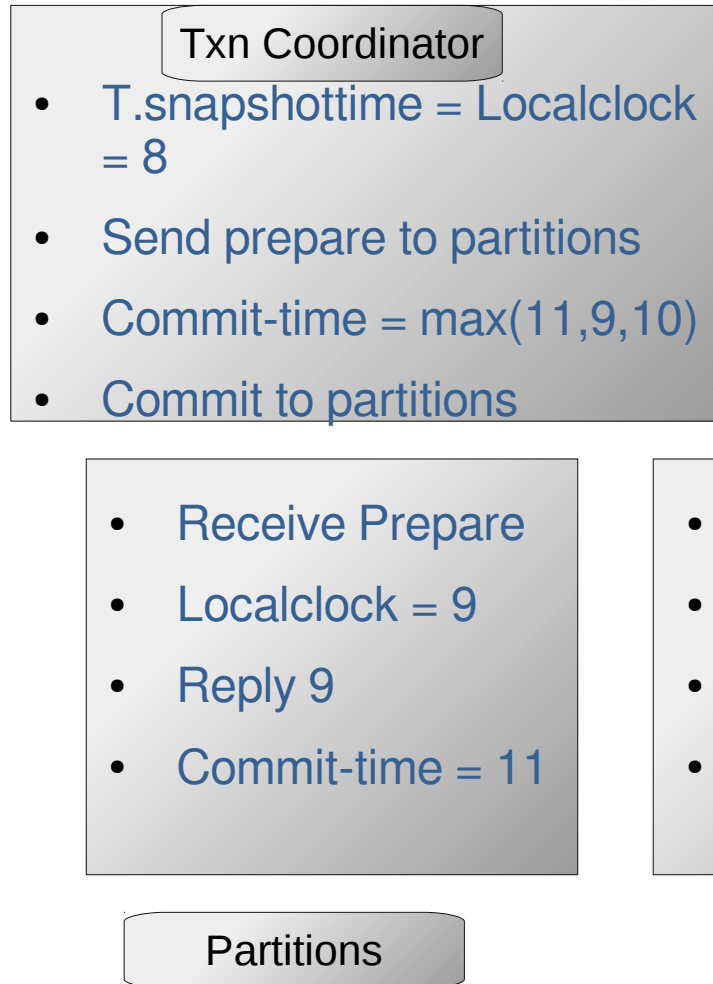 Txn Coordinator
• T.snapshottime = Localclock
= 8
• Send prepare to partitions
• Commit-time = max(11,9,10)
• Commit to partitions
• Receive Prepare
• Localclock = 9
• Reply 9
• Commit-time = 11
•
•
•
•
Partitions